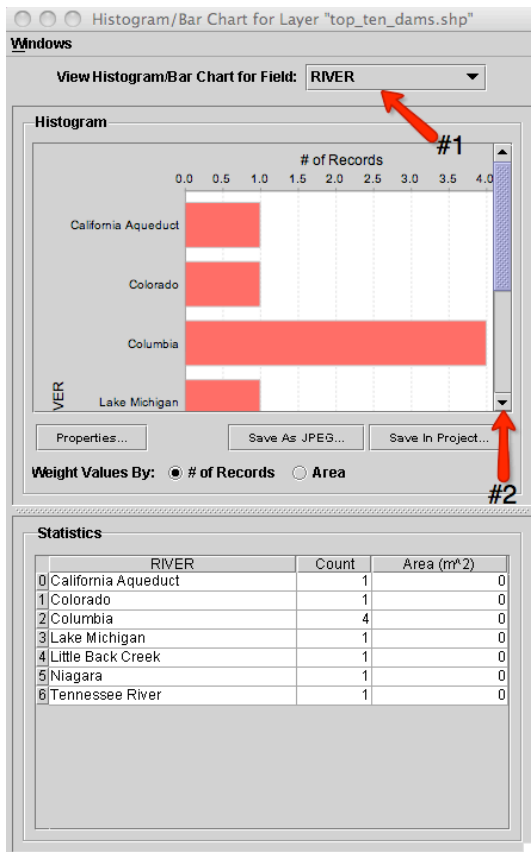 Histogram/Bar Chart for Layer "top_ten_dams.shp"
Windows
View Histogram/Bar Chart for Field: RIVER
#1
Histogram
# of Records
0.0 0.5 1.0 1.5 2.0 2.5 3.0 3.5 4.0
California Aqueduct
Colorado
Columbia
Lake Michigan
VER
Properties... Save As JPEG... Save In Project...
Weight Values By: # of Records Area
#2
Statistics
RIVER Count Area (m^2)
0 California Aqueduct 1 0
1 Colorado 1 0
2 Columbia 4 0
3 Lake Michigan 1 0
4 Little Back Creek 1 0
5 Niagara 1 0
6 Tennessee River 1 0